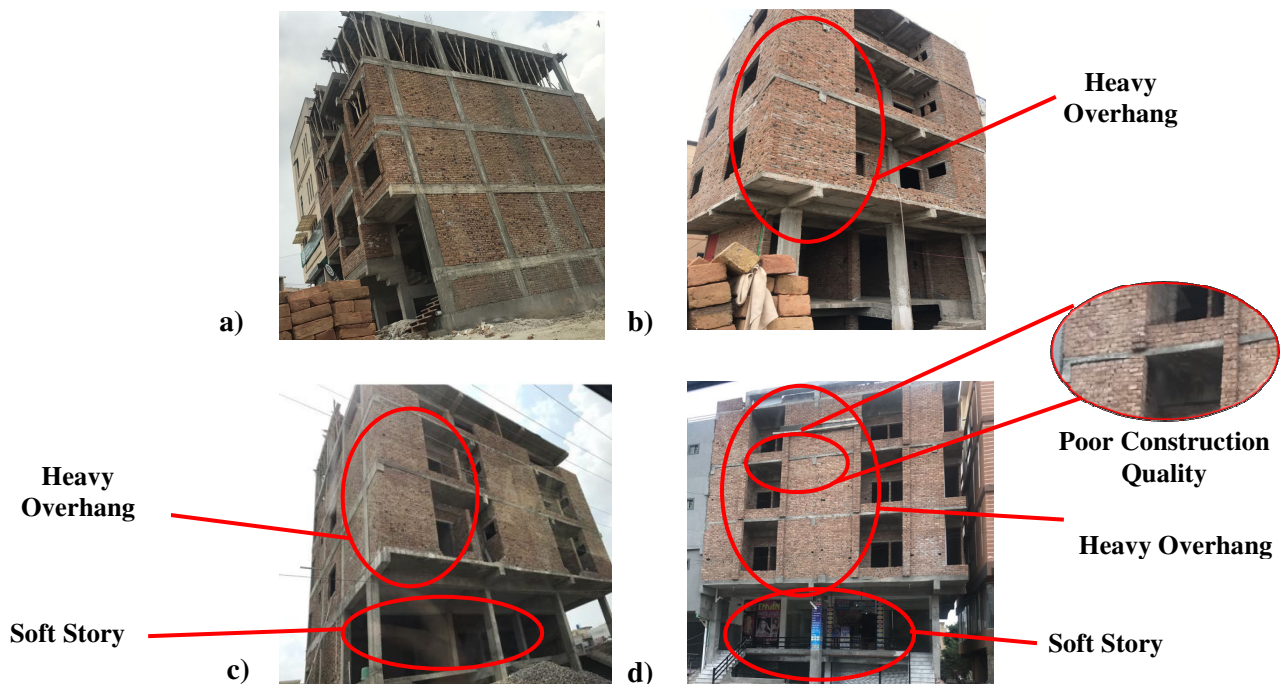 a)
b)
Heavy
Overhang
Poor Construction
Quality
Heavy
Overhang
Heavy Overhang
Soft Story
Soft Story
c)
d)